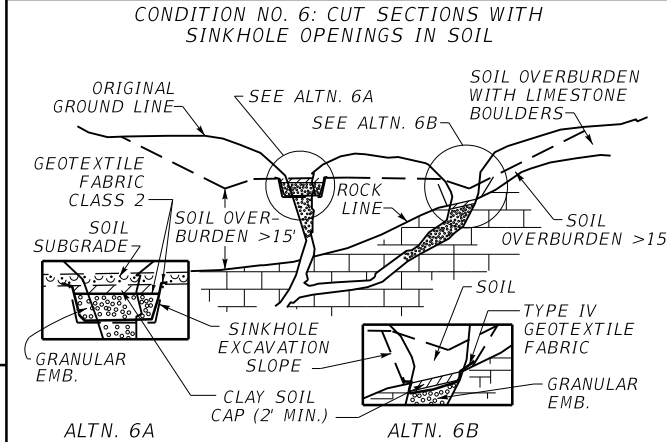 CONDITION NO. 6: CUT SECTIONS WITH
SINKHOLE OPENINGS IN SOIL
ORIGINAL
GROUND LINE
SEE ALTN. 6A
SEE ALTN. 6B
SOIL OVERBURDEN
WITH LIMESTONE
BOULDERS
GEOTEXTILE
FABRIC
CLASS 2
SOIL
SUBGRADE
SOIL OVER-
BURDEN >15'
ROCK
LINE
SOIL
OVERBURDEN >15
GRANULAR
EMB.
SINKHOLE
EXCAVATION
SLOPE
SOIL
TYPE IV
GEOTEXTILE
FABRIC
CLAY SOIL
CAP (2' MIN.)
GRANULAR
EMB.
ALTN. 6A
ALTN. 6B